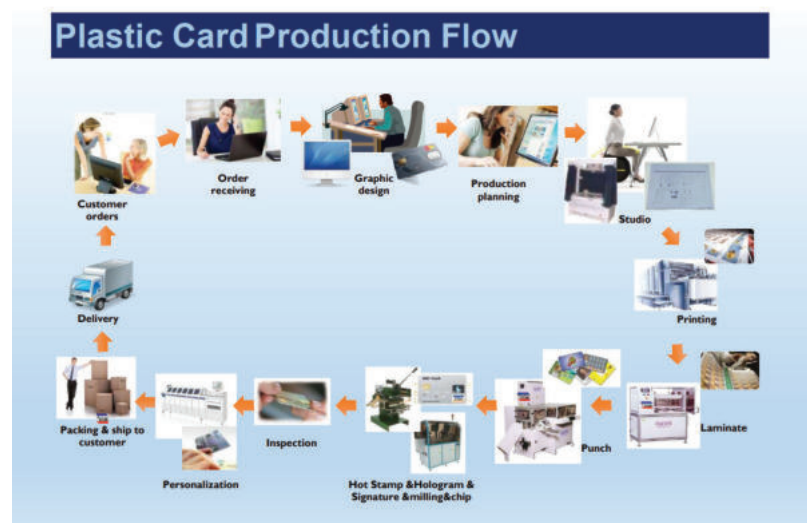 Plastic Card Production Flow
Customer
orders
Order
receiving
Graphic
design
Production
planning
Studio
Printing
Laminate
Punch
Hot Stamp &Hologram &
Signature &milling&chip
Inspection
Personalization
Packing & ship to
customer
Delivery